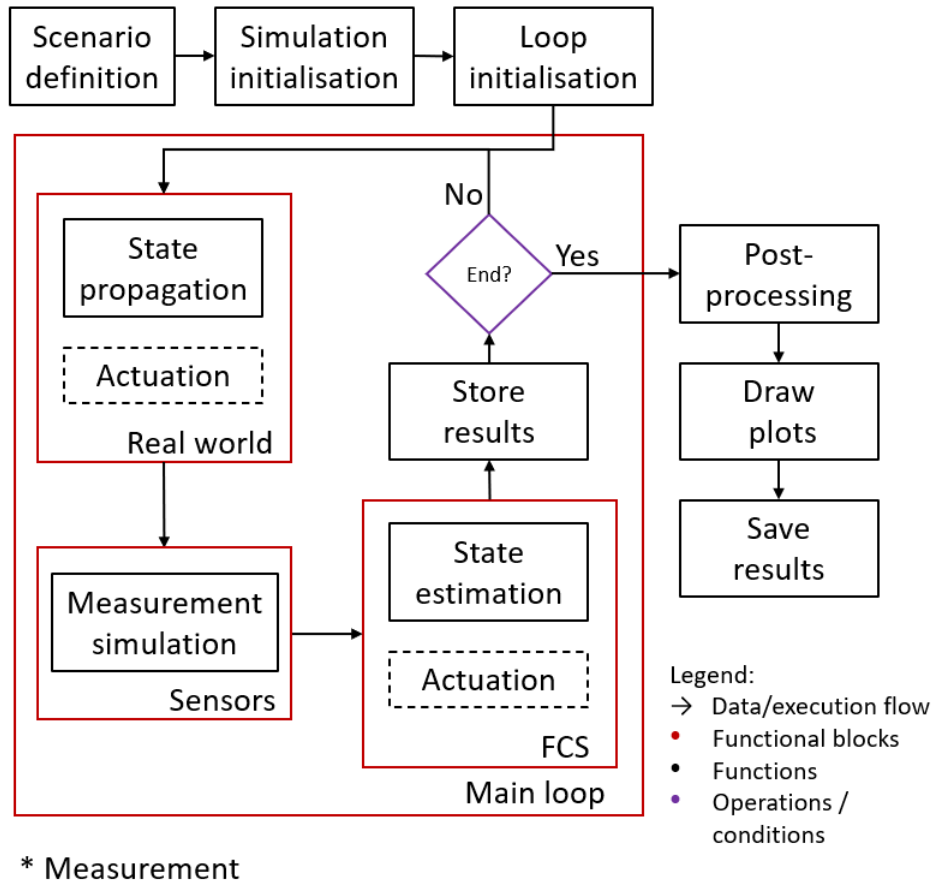 Scenario
definition
Simulation
initialisation
Loop
initialisation
No
State
propagation
End?
Yes
Post-
processing
Actuation
Store
results
Draw
plots
Real world
State
estimation
Save
results
Measurement
simulation
Actuation
Sensors
FCS
Main loop
Legend:
→ Data/execution flow
• Functional blocks
• Functions
• Operations /
conditions
* Measurement